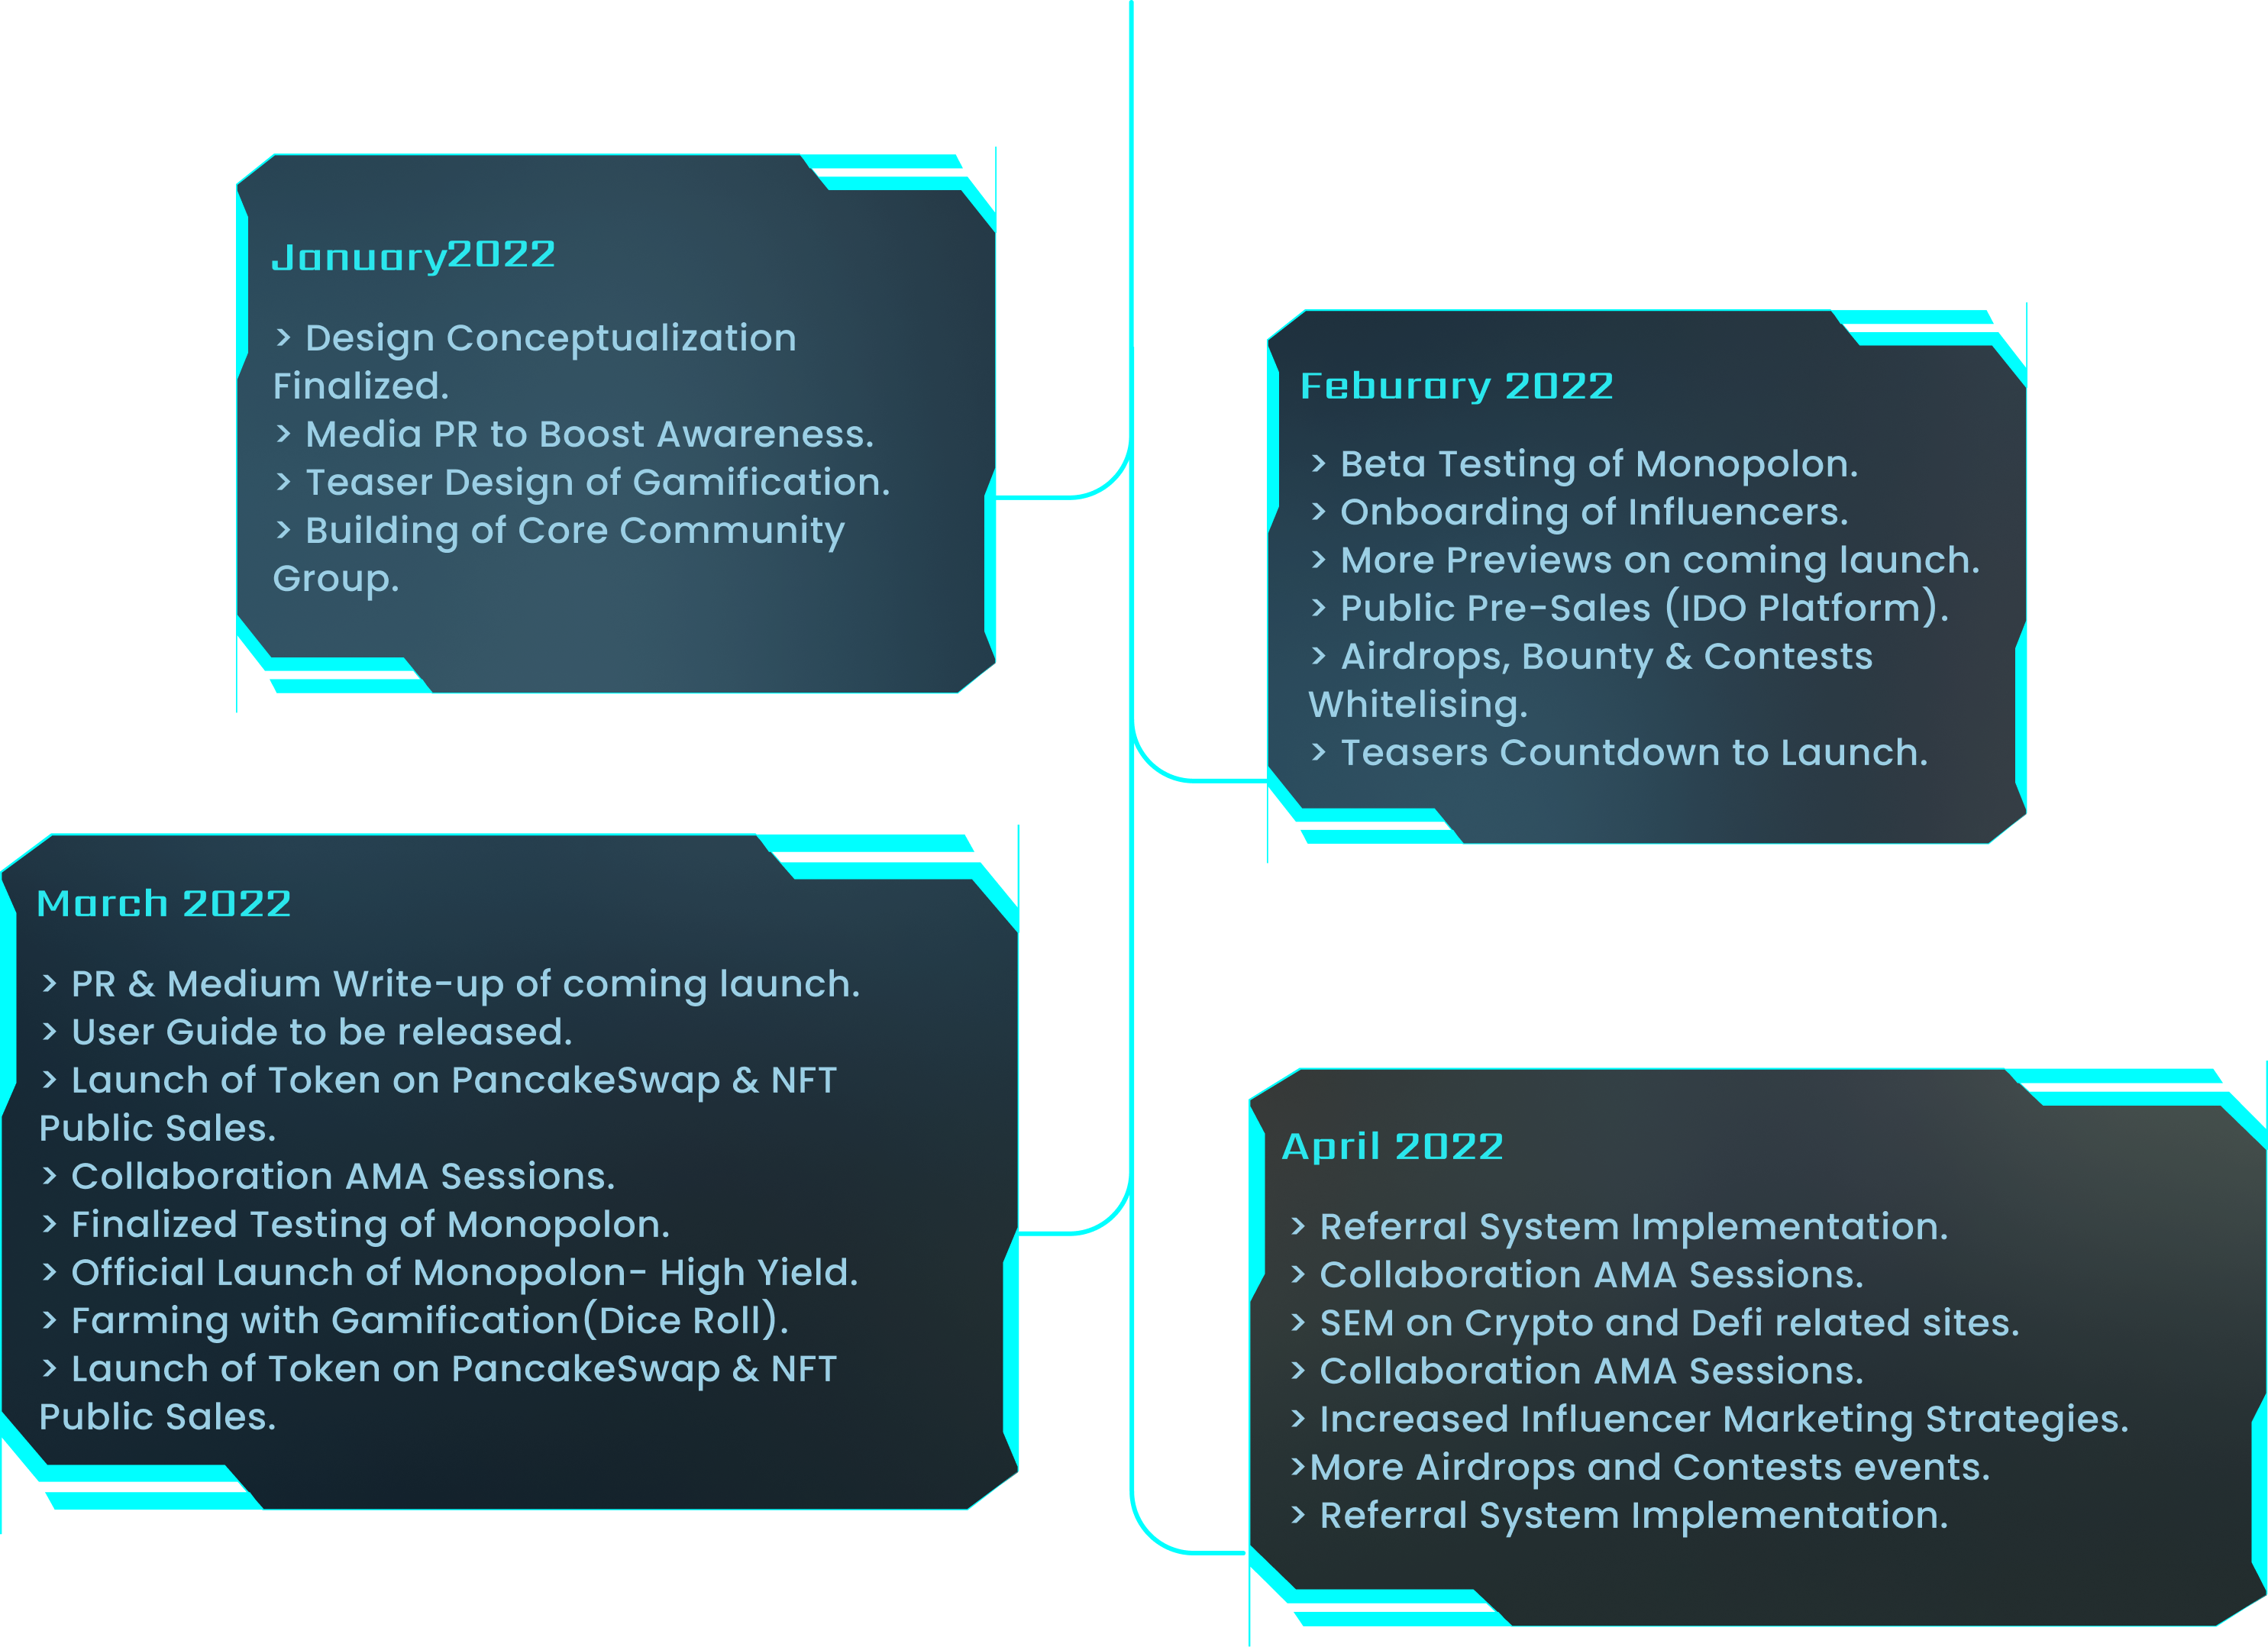 January2022
> Design Conceptualization
Finalized.
> Media PR to Boost Awareness.
> Teaser Design of Gamification.
> Building of Core Community
Group.
Feburary 2022
> Beta Testing of Monopolon.
> Onboarding of Influencers.
> More Previews on coming launch.
> Public Pre-Sales (IDO Platform).
> Airdrops, Bounty & Contests
Whitelising.
> Teasers Countdown to Launch.
March 2022
> PR & Medium Write-up of coming launch.
> User Guide to be released.
> Launch of Token on PancakeSwap & NFT
Public Sales.
> Collaboration AMA Sessions.
> Finalized Testing of Monopolon.
> Official Launch of Monopolon- High Yield.
> Farming with Gamification(Dice Roll).
> Launch of Token on PancakeSwap & NFT
Public Sales.
April 2022
> Referral System Implementation.
> Collaboration AMA Sessions.
> SEM on Crypto and Defi related sites.
> Collaboration AMA Sessions.
> Increased Influencer Marketing Strategies.
>More Airdrops and Contests events.
> Referral System Implementation.